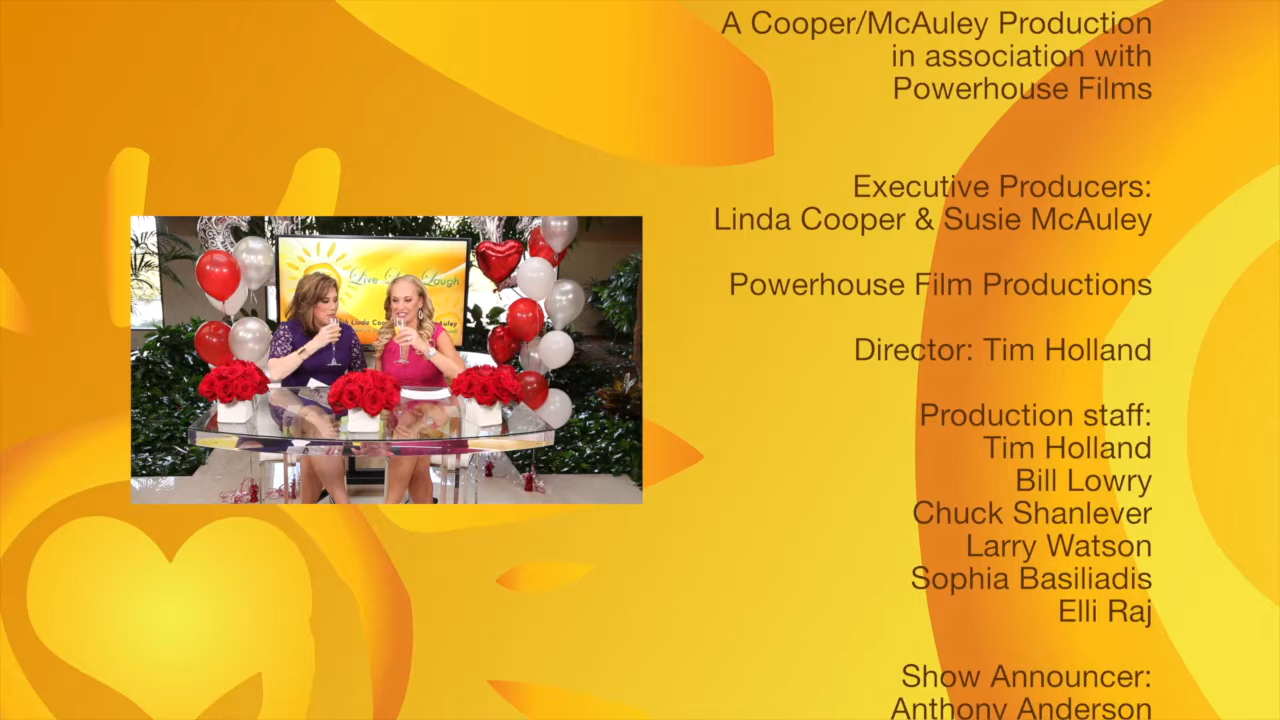 A Cooper/McAuley Production
in association with
Powerhouse Films
Executive Producers:
Linda Cooper & Susie McAuley
Powerhouse Film Productions
Director: Tim Holland
Production staff:
Tim Holland
Bill Lowry
Chuck Shanlever
Larry Watson
Sophia Basiliadis
Elli Raj
Show Announcer:
Anthony Anderson
Live Laugh